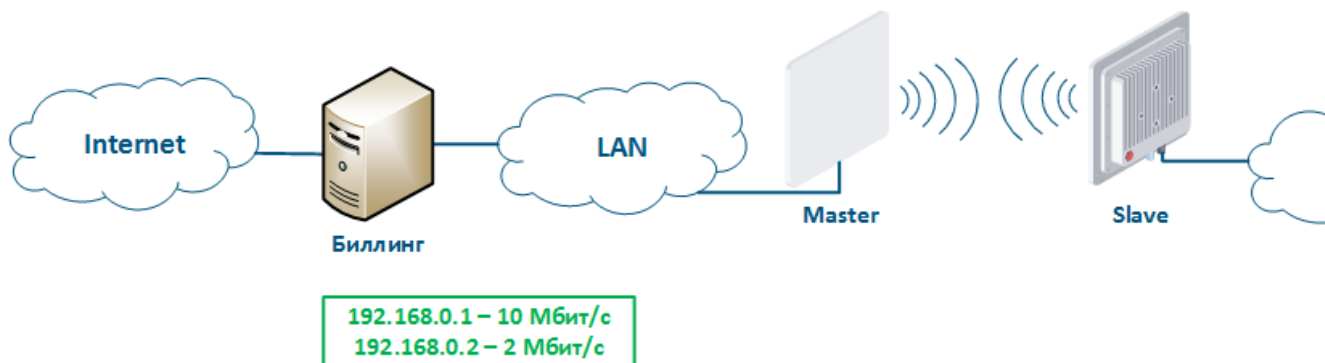 Internet
LAN
Master
Slave
Биллинг
192.168.0.1 – 10 Мбит/с
192.168.0.2 – 2 Мбит/с